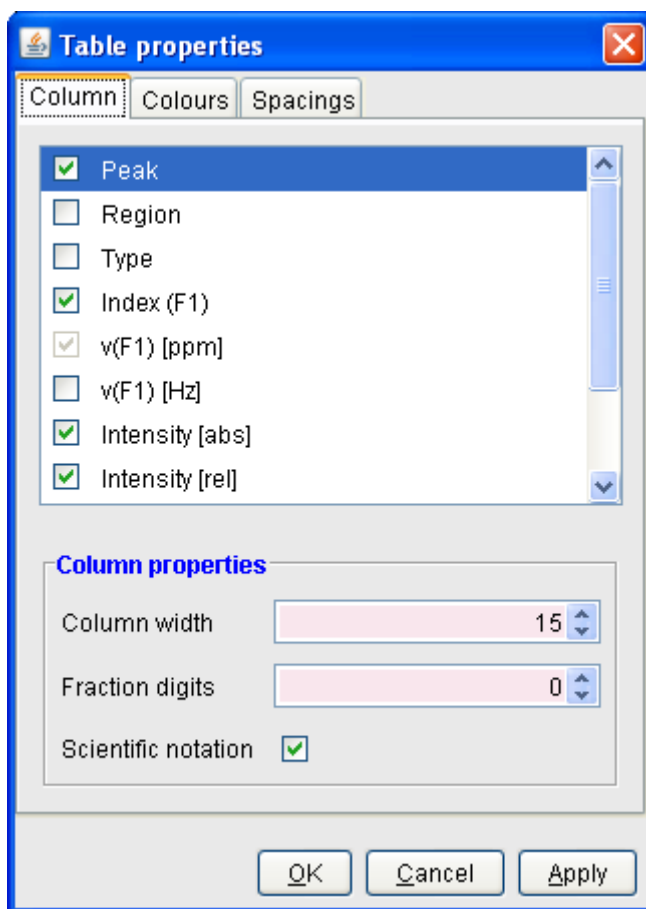 Table properties
Column Colours Spacings
Peak
Region
Type
Index (F1)
v(F1) [ppm]
v(F1) [Hz]
Intensity [abs]
Intensity [rel]
Column properties
Column width 15
Fraction digits 0
Scientific notation
OK Cancel Apply